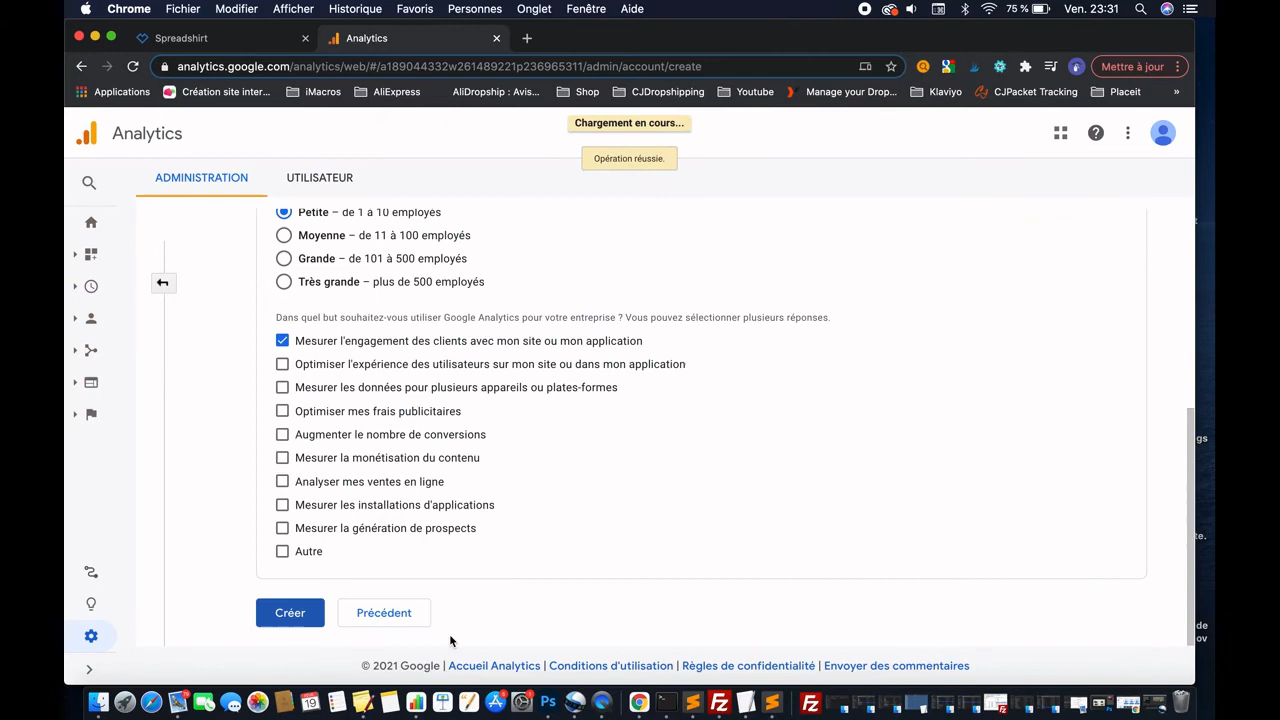 Chrome Fichier Modifier Afficher Historique Favoris Personnes Onglet Fenêtre Aide 75 % Ven. 23:31
Spreadshirt Analytics
analytics.google.com/analytics/web/#/a189044332w261489221p236965311/admin/account/create Mettre à jour
Applications Création site inter... iMacros AliExpress AliDropship : Avis... Shop CJDropshipping Youtube Manage your Drop... Klaviyo CJPacket Tracking Placeit »
Analytics
Chargement en cours...
Opération réussie.
ADMINISTRATION UTILISATEUR
Petite – de 1 à 10 employés
Moyenne – de 11 à 100 employés
Grande – de 101 à 500 employés
Très grande – plus de 500 employés
Dans quel but souhaitez-vous utiliser Google Analytics pour votre entreprise ? Vous pouvez sélectionner plusieurs réponses.
Mesurer l'engagement des clients avec mon site ou mon application
Optimiser l'expérience des utilisateurs sur mon site ou dans mon application
Mesurer les données pour plusieurs appareils ou plates-formes
Optimiser mes frais publicitaires
Augmenter le nombre de conversions
Mesurer la monétisation du contenu
Analyser mes ventes en ligne
Mesurer les installations d'applications
Mesurer la génération de prospects
Autre
Créer Précédent
© 2021 Google | Accueil Analytics | Conditions d'utilisation | Règles de confidentialité | Envoyer des commentaires